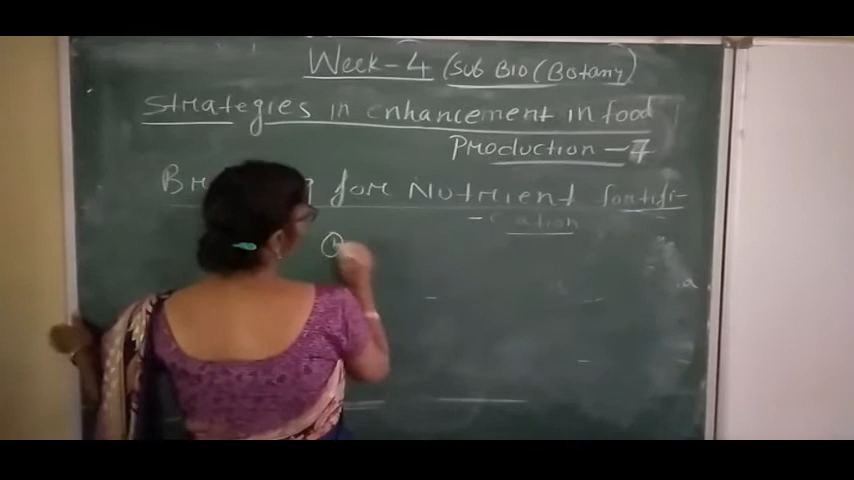 Week-4 (Sub Bio (Botany)
Strategies in enhancement in food
Production -7
for Nutrient fortifi-
-cation